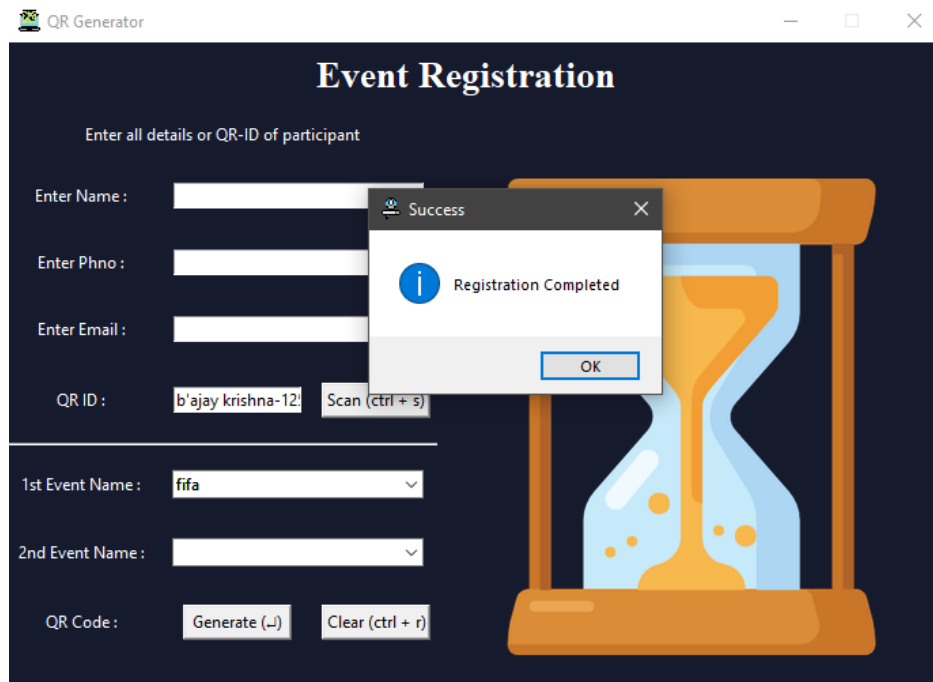 QR Generator
Event Registration
Enter all details or QR-ID of participant
Enter Name :
Success
Registration Completed
OK
Enter Phno :
Enter Email :
QR ID :
b'ajay krishna-12
Scan (ctrl + s)
1st Event Name :
fifa
2nd Event Name :
QR Code :
Generate (↵)
Clear (ctrl + r)